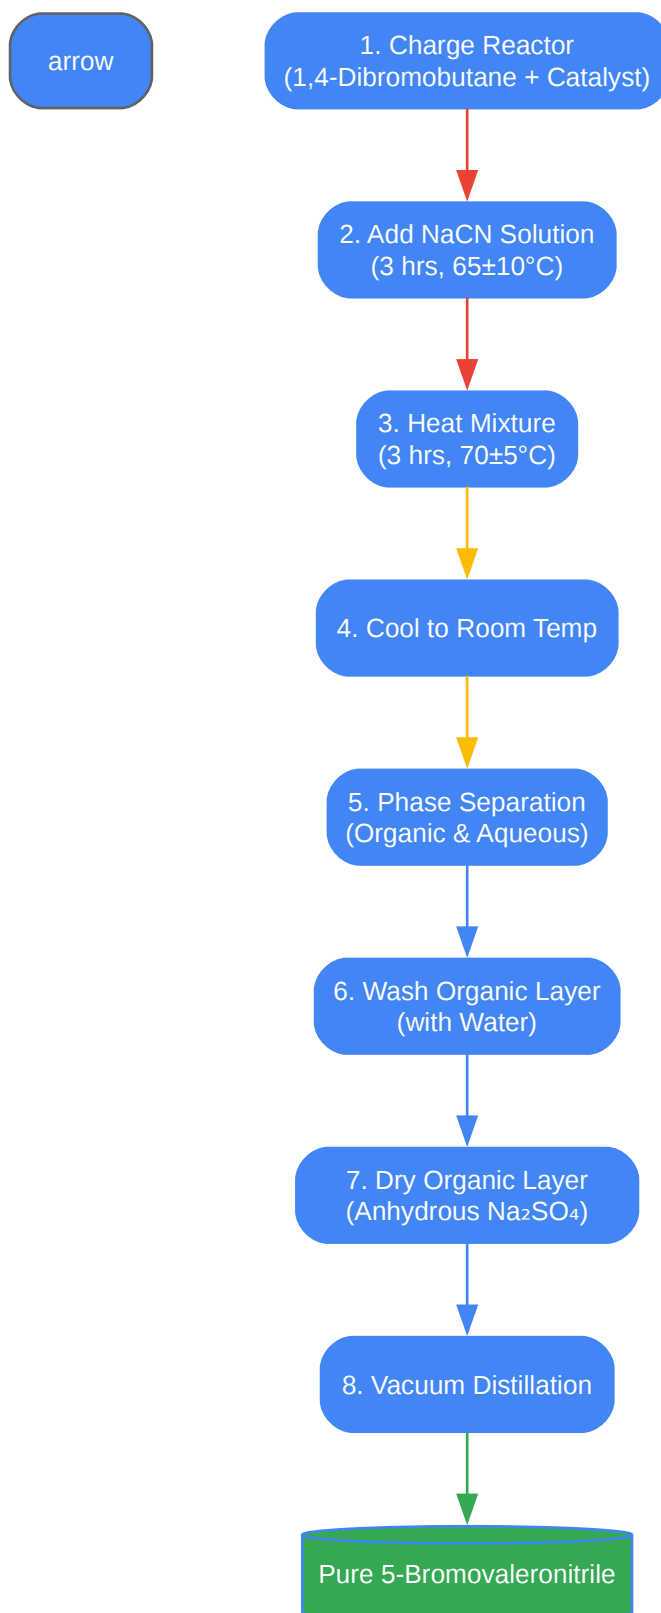 arrow
1. Charge Reactor
(1,4-Dibromobutane + Catalyst)
2. Add NaCN Solution
(3 hrs, 65±10°C)
3. Heat Mixture
(3 hrs, 70±5°C)
4. Cool to Room Temp
5. Phase Separation
(Organic & Aqueous)
6. Wash Organic Layer
(with Water)
7. Dry Organic Layer
(Anhydrous Na₂SO₄)
8. Vacuum Distillation
Pure 5-Bromovaleronitrile